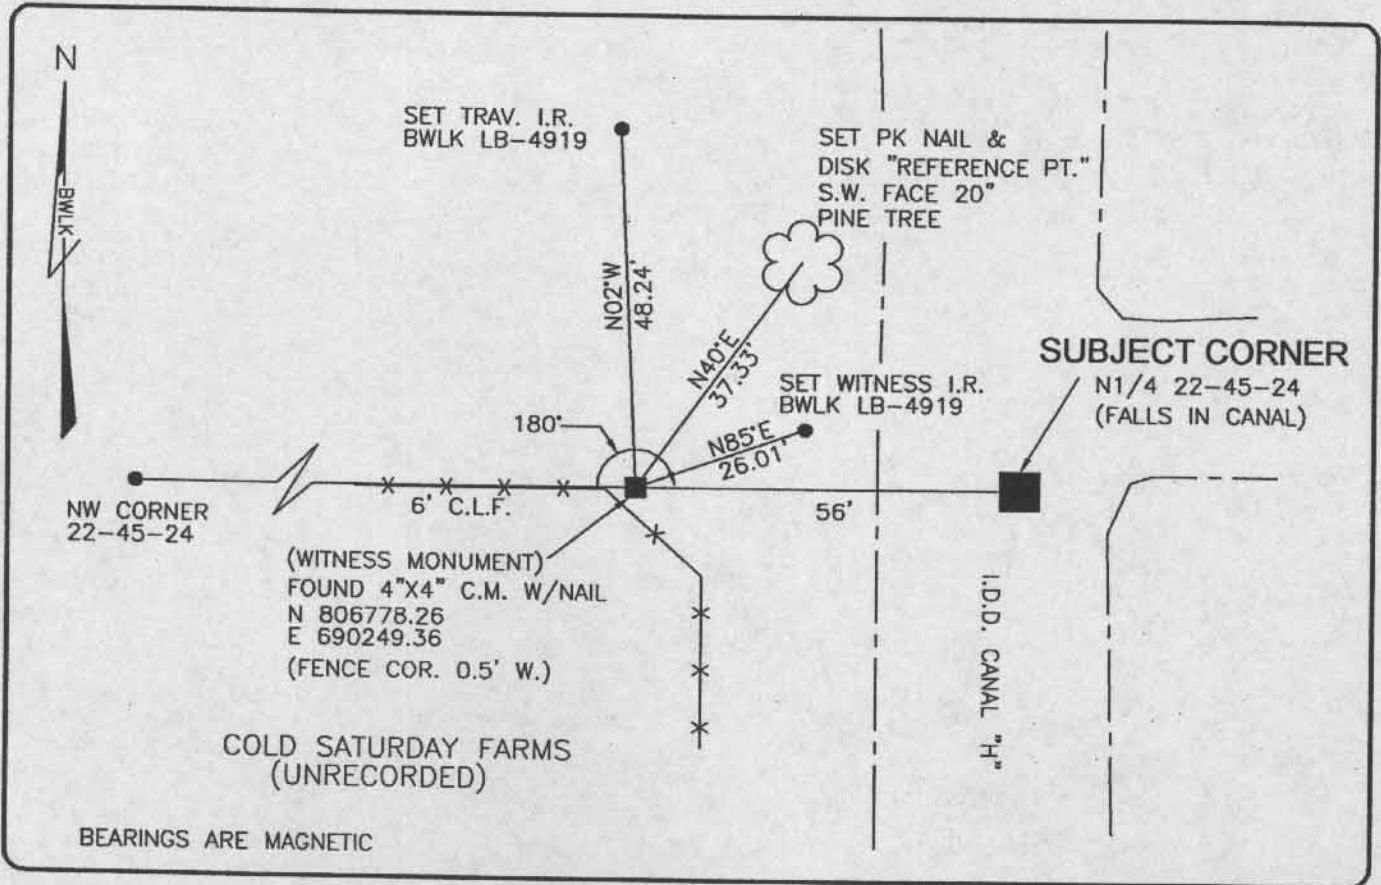 N
BWLK
SET TRAV. I.R.
BWLK LB-4919
SET PK NAIL &
DISK "REFERENCE PT."
S.W. FACE 20"
PINE TREE
N02°W
48.24'
N40°E
37.33'
SUBJECT CORNER
N1/4 22-45-24
(FALLS IN CANAL)
SET WITNESS I.R.
BWLK LB-4919
180°
N85°E
26.01'
NW CORNER
22-45-24
6' C.L.F.
56'
(WITNESS MONUMENT)
FOUND 4"X4" C.M. W/NAIL
N 806778.26
E 690249.36
(FENCE COR. 0.5' W.)
I.D.D. CANAL "H"
COLD SATURDAY FARMS
(UNRECORDED)
BEARINGS ARE MAGNETIC